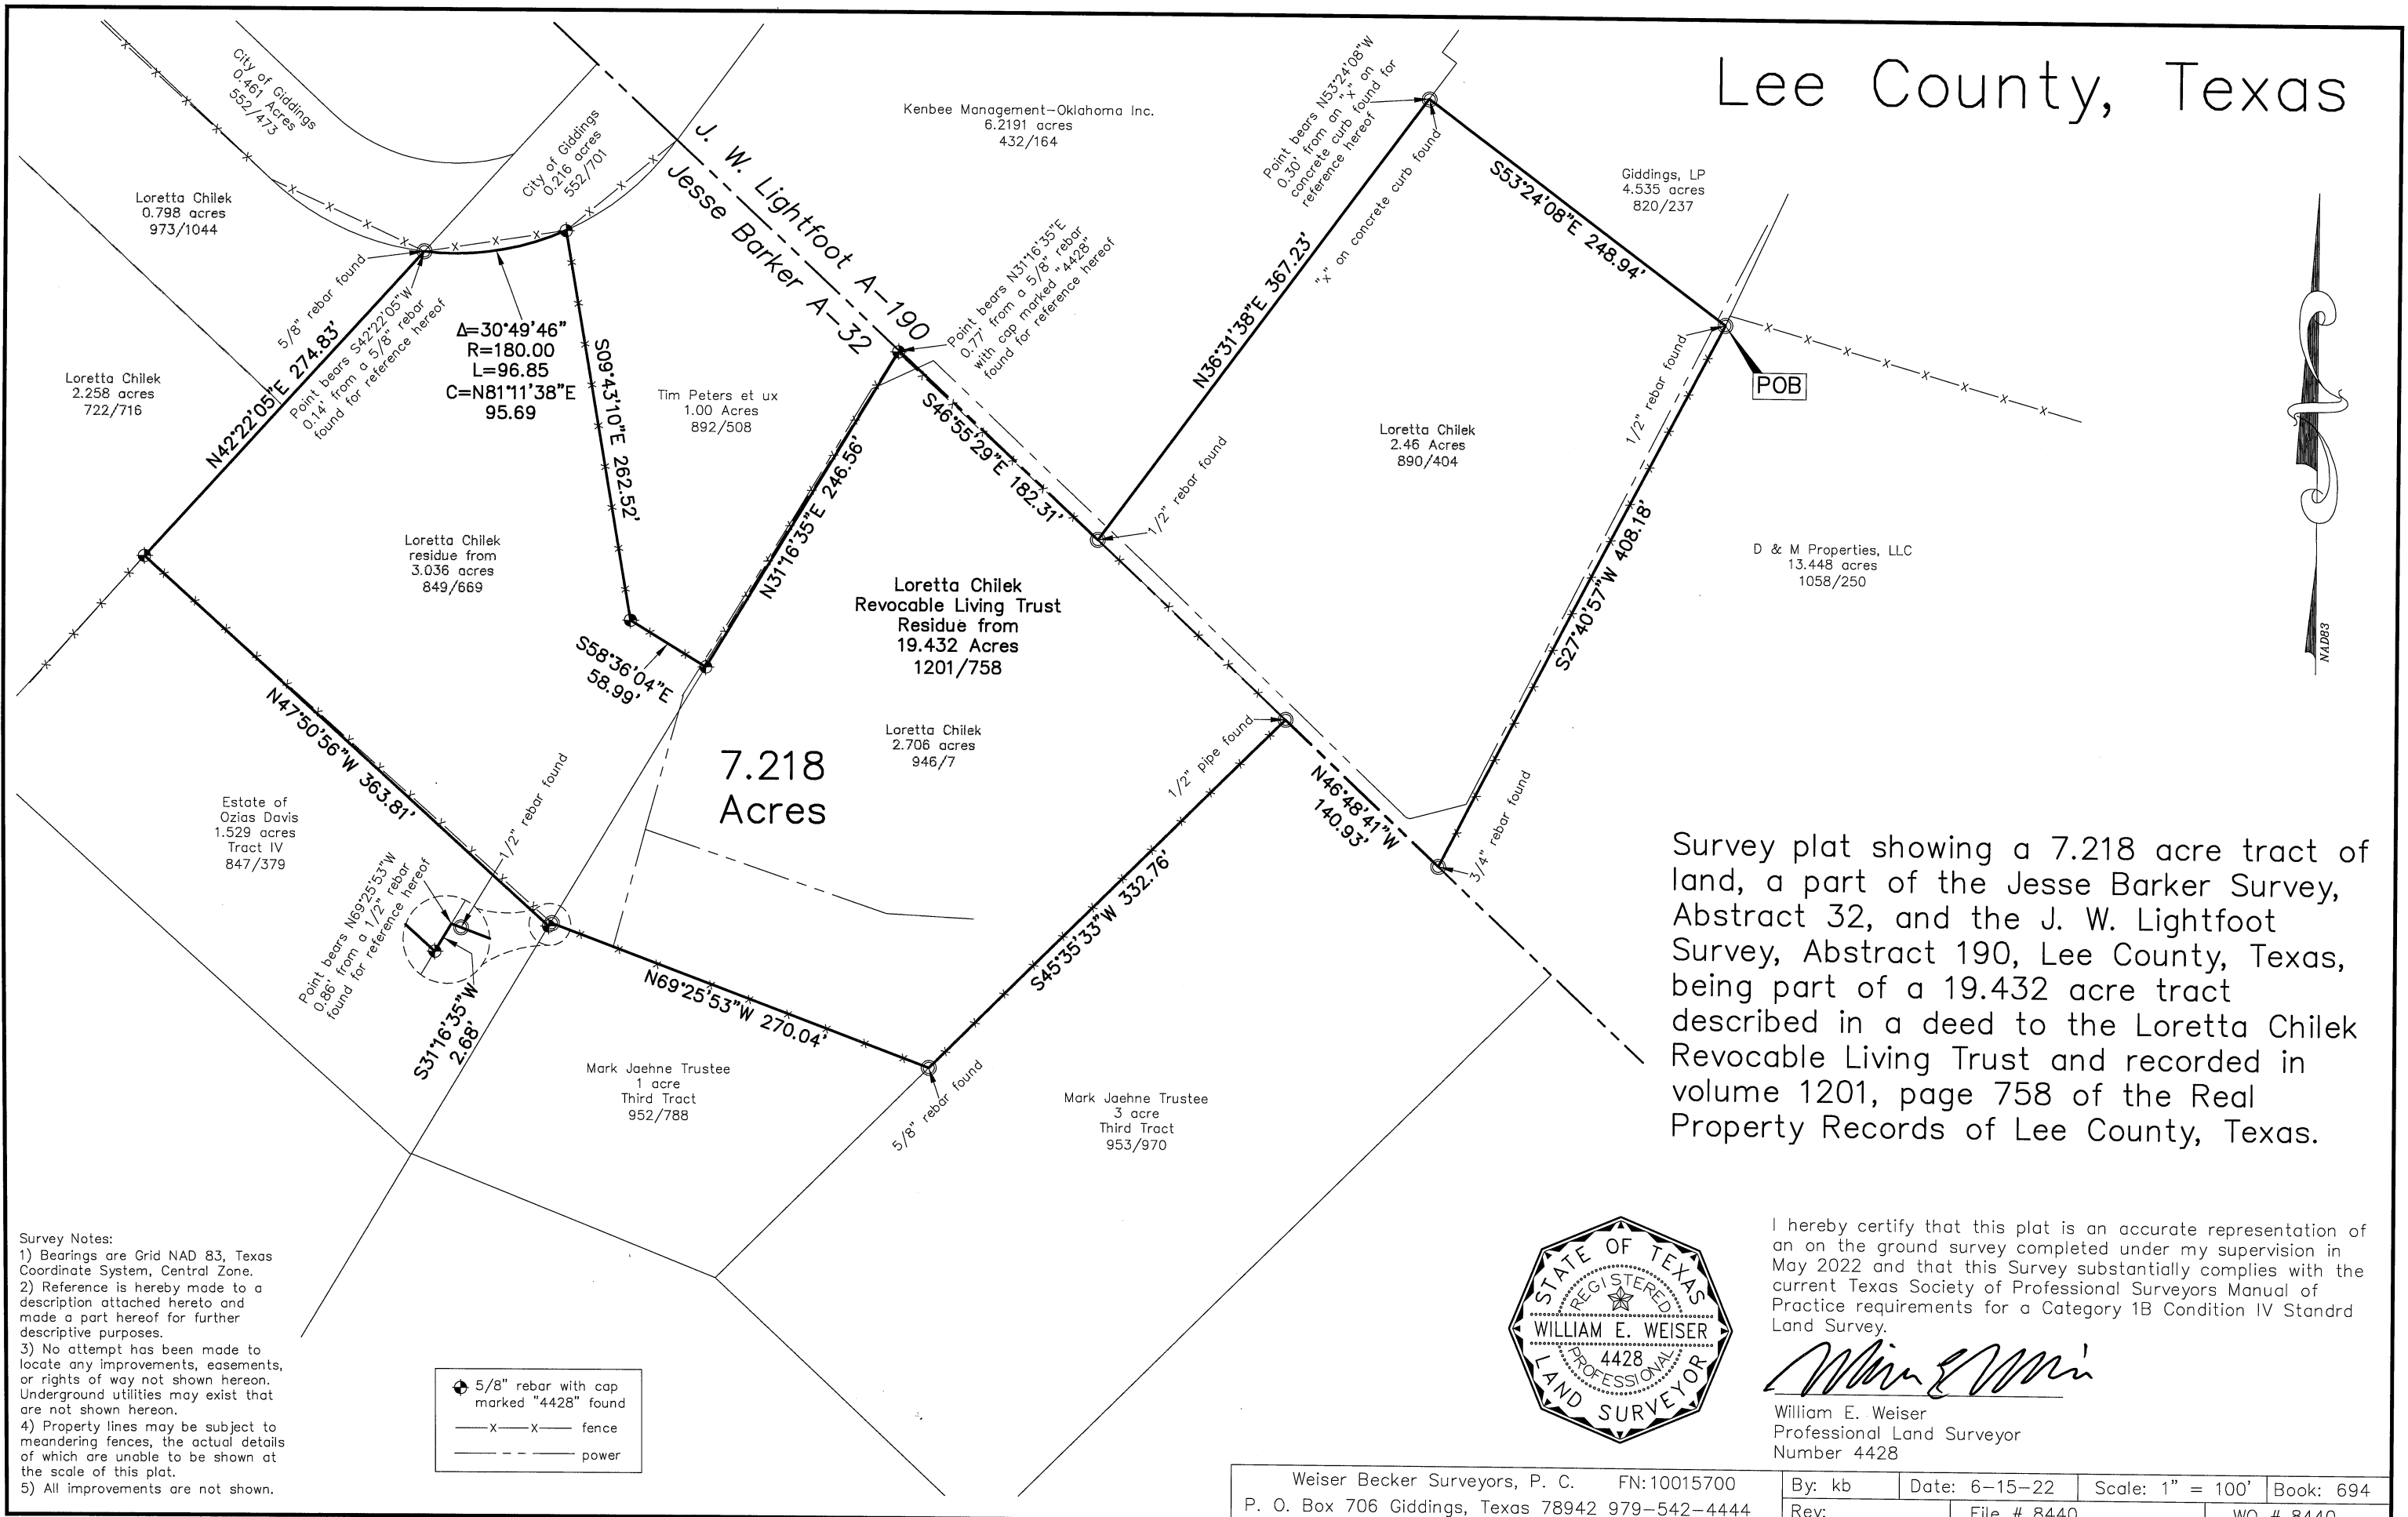 Lee County, Texas
City of Giddings
0.461 Acres
552/473
City of Giddings
0.216 acres
552/701
Kenbee Management-Oklahoma Inc.
6.2191 acres
432/164
Point bears N53°24'08"W
0.30' from an "x" on
concrete curb found for
reference hereof
"x" on concrete curb found
S53°24'08"E 248.94'
Giddings, LP
4.535 acres
820/237
Loretta Chilek
0.798 acres
973/1044
J. W. Lightfoot A-190
Jesse Barker A-32
Point bears N31°16'35"E
0.77' from a 5/8" rebar
with cap marked "4428"
found for reference hereof
N36°31'38"E 367.23'
1/2" rebar found
POB
5/8" rebar found
Point bears S42°22'05"W
0.14' from a 5/8" rebar
found for reference hereof
N42°22'05"E 274.83'
Δ=30°49'46"
R=180.00
L=96.85
C=N81°11'38"E
95.69
S09°43'10"E 262.52'
Tim Peters et ux
1.00 Acres
892/508
Loretta Chilek
2.258 acres
722/716
S46°55'29"E 182.31'
1/2" rebar found
Loretta Chilek
2.46 Acres
890/404
N31°16'35"E 246.56'
Loretta Chilek
residue from
3.036 acres
849/669
Loretta Chilek
Revocable Living Trust
Residue from
19.432 Acres
1201/758
D & M Properties, LLC
13.448 acres
1058/250
S27°40'57"W 408.18'
NAD83
S58°36'04"E
58.99'
N47°50'56"W 363.81'
7.218
Acres
Loretta Chilek
2.706 acres
946/7
1/2" pipe found
N46°48'41"W
140.93'
3/4" rebar found
Estate of
Ozias Davis
1.529 acres
Tract IV
847/379
1/2" rebar found
Point bears N69°25'53"W
0.86' from a 1/2" rebar
found for reference hereof
S31°16'35"W
2.68'
N69°25'53"W 270.04'
S45°35'33"W 332.76'
5/8" rebar found
Mark Jaehne Trustee
1 acre
Third Tract
952/788
Mark Jaehne Trustee
3 acre
Third Tract
953/970
Survey plat showing a 7.218 acre tract of
land, a part of the Jesse Barker Survey,
Abstract 32, and the J. W. Lightfoot
Survey, Abstract 190, Lee County, Texas,
being part of a 19.432 acre tract
described in a deed to the Loretta Chilek
Revocable Living Trust and recorded in
volume 1201, page 758 of the Real
Property Records of Lee County, Texas.
Survey Notes:
1) Bearings are Grid NAD 83, Texas
Coordinate System, Central Zone.
2) Reference is hereby made to a
description attached hereto and
made a part hereof for further
descriptive purposes.
3) No attempt has been made to
locate any improvements, easements,
or rights of way not shown hereon.
Underground utilities may exist that
are not shown hereon.
4) Property lines may be subject to
meandering fences, the actual details
of which are unable to be shown at
the scale of this plat.
5) All improvements are not shown.
5/8" rebar with cap
marked "4428" found
fence
power
STATE OF TEXAS
REGISTERED
WILLIAM E. WEISER
4428
PROFESSIONAL
LAND SURVEYOR
I hereby certify that this plat is an accurate representation of
an on the ground survey completed under my supervision in
May 2022 and that this Survey substantially complies with the
current Texas Society of Professional Surveyors Manual of
Practice requirements for a Category 1B Condition IV Standrd
Land Survey.
William E. Weiser
Professional Land Surveyor
Number 4428
Weiser Becker Surveyors, P. C. FN:10015700
P. O. Box 706 Giddings, Texas 78942 979-542-4444
By: kb
Date: 6-15-22
Scale: 1" = 100'
Book: 694
Rev:
File # 8440
WO # 8440